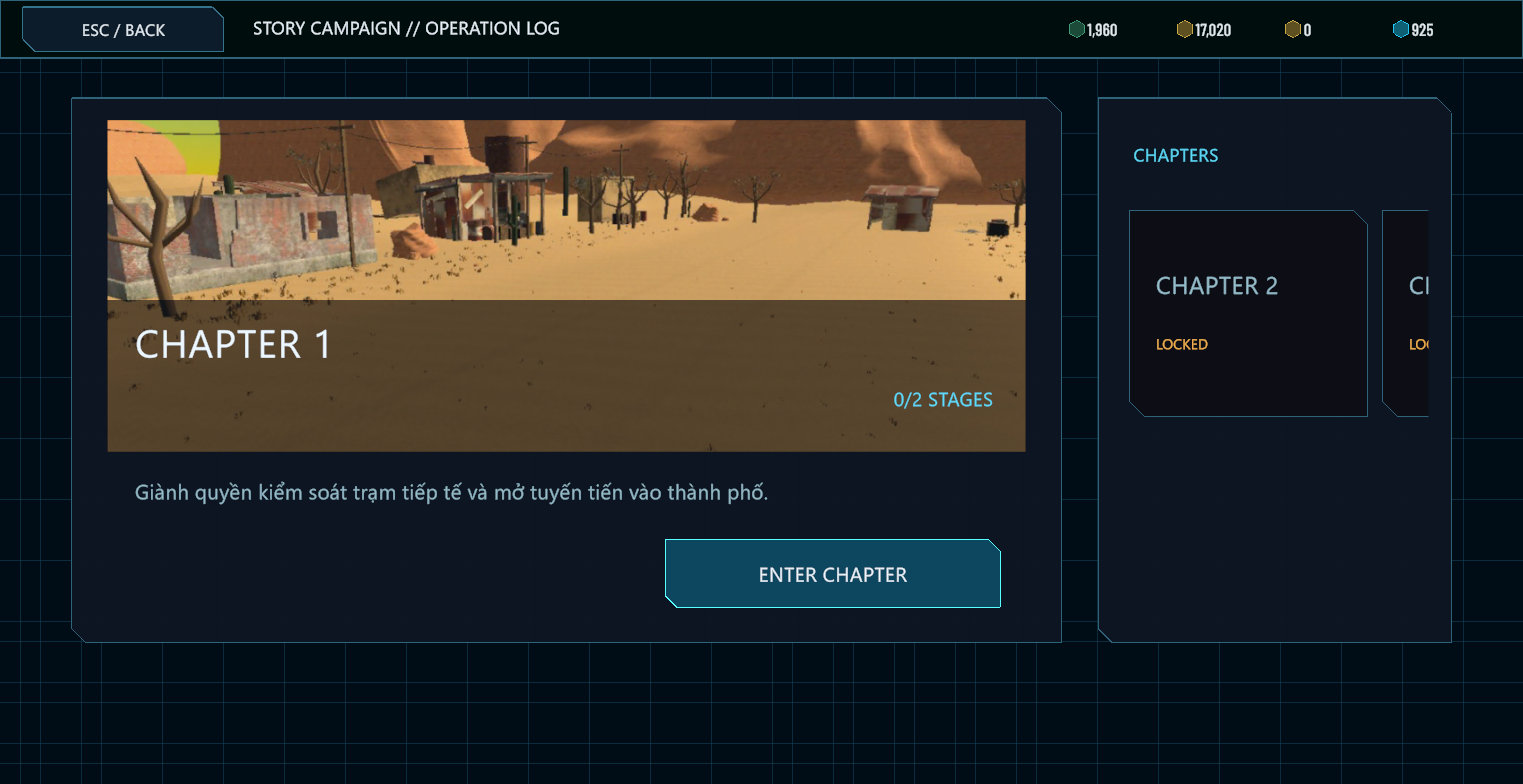 ESC / BACK
STORY CAMPAIGN // OPERATION LOG
1,960
17,020
0
925
CHAPTER 1
0/2 STAGES
Giành quyền kiểm soát trạm tiếp tế và mở tuyến tiến vào thành phố.
ENTER CHAPTER
CHAPTERS
CHAPTER 2
LOCKED